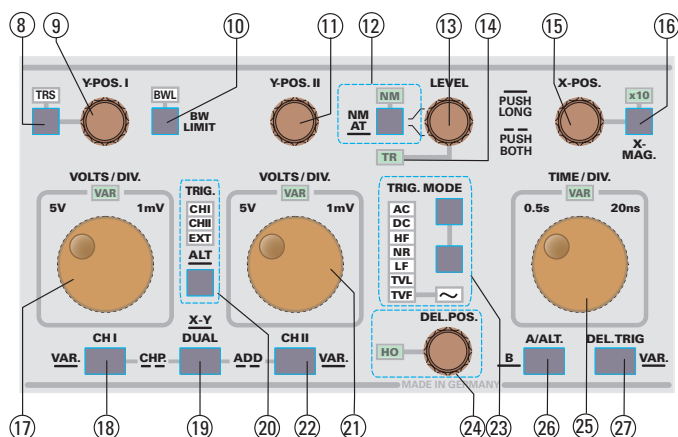 8 9 10 11 12 13 14 15 16
Y-POS. I
Y-POS. II
LEVEL
X-POS.
TRS
BWL
NM
x10
BW
LIMIT
NM
AT
PUSH
LONG
PUSH
BOTH
X-
MAG.
TR
VOLTS / DIV.
VAR
5V 1mV
TRIG.
CHI
CHII
EXT
ALT
VOLTS / DIV.
VAR
5V 1mV
TRIG. MODE
AC
DC
HF
NR
LF
TVL
TVF
~
TIME / DIV.
VAR
0.5s 20ns
DEL.POS.
HO
X-Y
CH I
DUAL
CH II
A/ALT.
DEL.TRIG
VAR.
CHP.
ADD
VAR.
B
VAR.
MADE IN GERMANY
17 18 19 20 21 22 24 23 26 25 27